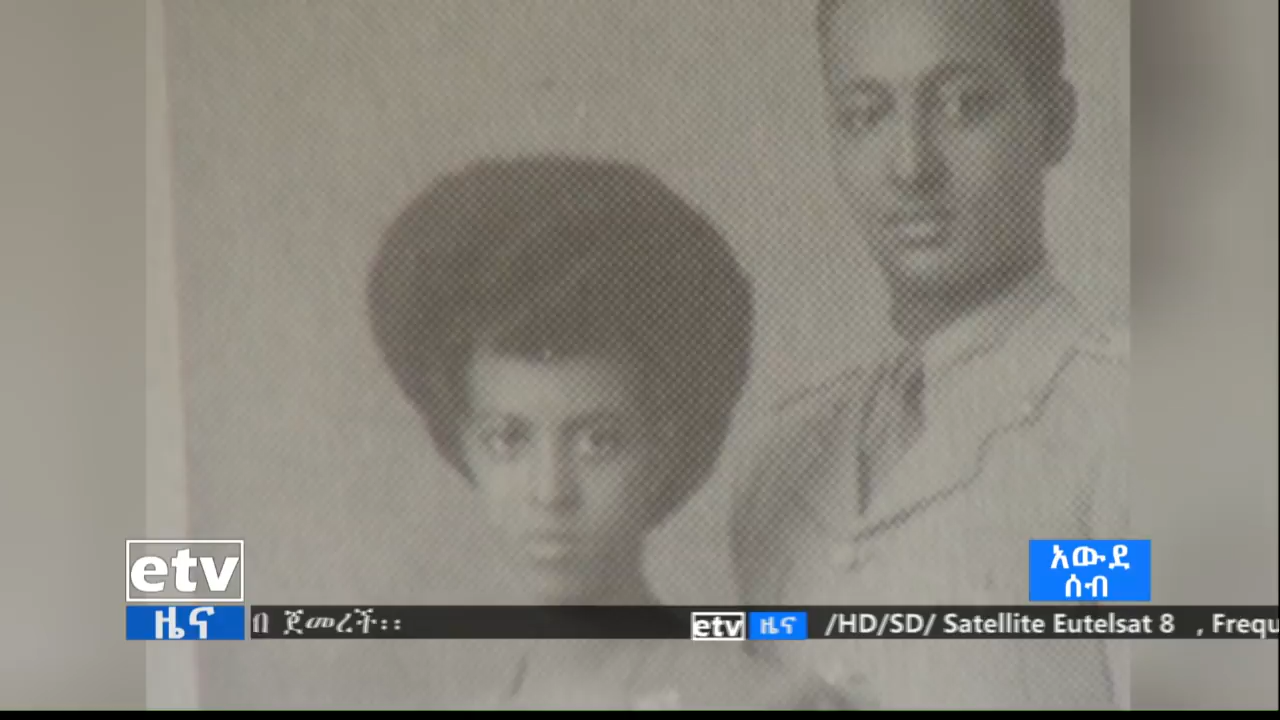 etv
አውደ
ሰብ
ዜና
በ ጀመረች፡፡
etv ዜና /HD/SD/ Satellite Eutelsat 8 , Frequ